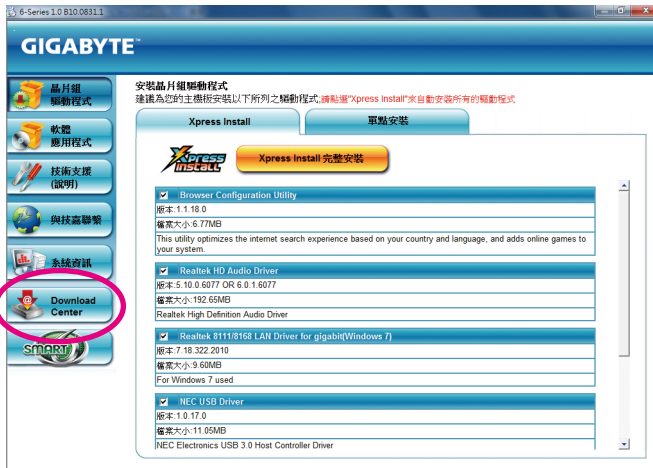 6-Series 1.0 B10.0831.1
GIGABYTE™
晶片組
驅動程式
軟體
應用程式
技術支援
(說明)
與技嘉聯繫
系統資訊
Download
Center
SMART
安裝晶片組驅動程式
建議為您的主機板安裝以下所列之驅動程式;請點選"Xpress Install"來自動安裝所有的驅動程式
Xpress Install
單點安裝
Xpress
INSTALL
Xpress Install 完整安裝
Browser Configuration Utility
版本:1.1.18.0
檔案大小:6.77MB
This utility optimizes the internet search experience based on your country and language, and adds online games to
your system.
Realtek HD Audio Driver
版本:5.10.0.6077 OR 6.0.1.6077
檔案大小:192.65MB
Realtek High Definition Audio Driver
Realtek 8111/8168 LAN Driver for gigabit(Windows 7)
版本:7.18.322.2010
檔案大小:9.60MB
For Windows 7 used
NEC USB Driver
版本:1.0.17.0
檔案大小:11.05MB
NEC Electronics USB 3.0 Host Controller Driver